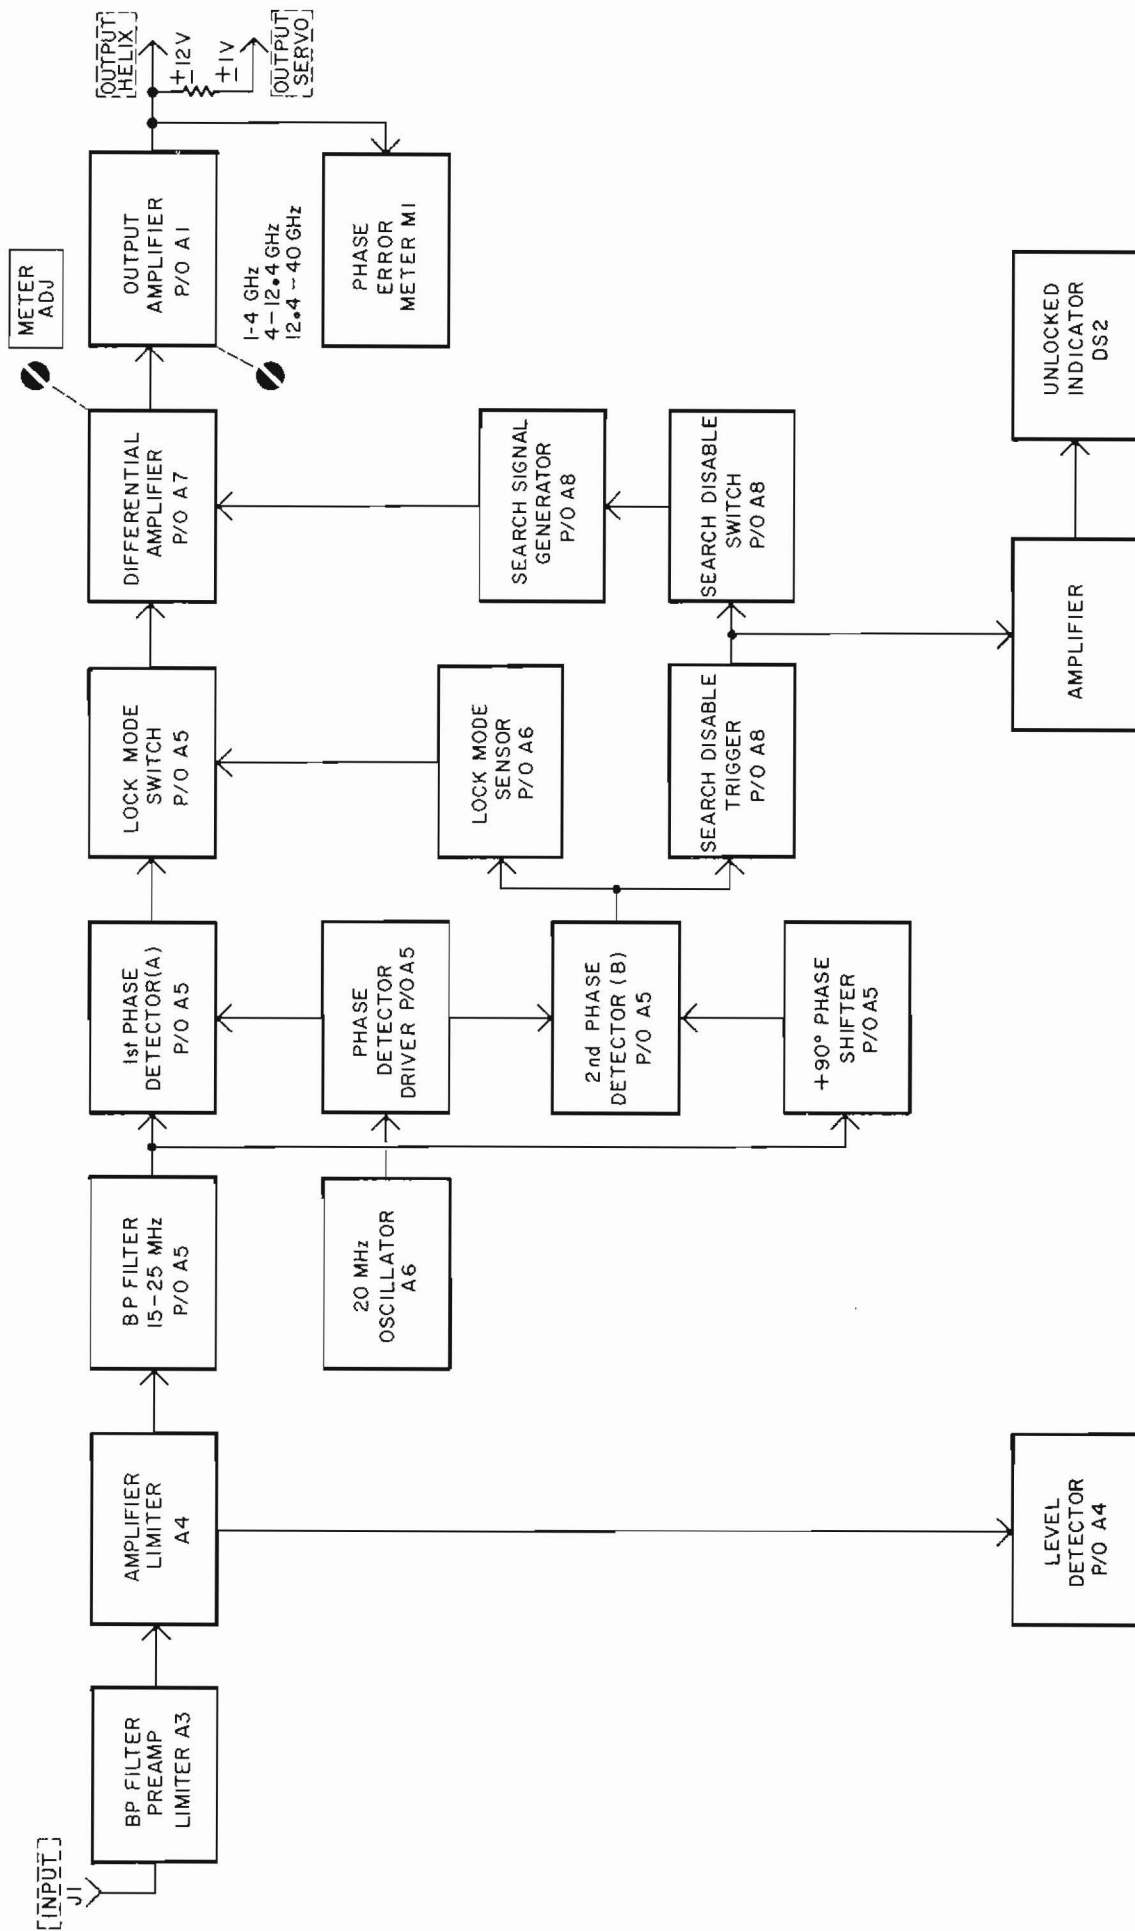 INPUT
J1
BP FILTER
PREAMP
LIMITER A3
AMPLIFIER
LIMITER
A4
BP FILTER
15-25 MHz
P/O A5
1st PHASE
DETECTOR(A)
P/O A5
LOCK MODE
SWITCH
P/O A5
DIFFERENTIAL
AMPLIFIER
P/O A7
METER
ADJ
OUTPUT
AMPLIFIER
P/O A1
1-4 GHz
4-12.4 GHz
12.4-40 GHz
OUTPUT
HELIX
±12V
±1V
OUTPUT
SERVO
20 MHz
OSCILLATOR
A6
PHASE
DETECTOR
DRIVER P/O A5
PHASE
ERROR
METER M1
2nd PHASE
DETECTOR (B)
P/O A5
LOCK MODE
SENSOR
P/O A6
SEARCH SIGNAL
GENERATOR
P/O A8
+90° PHASE
SHIFTER
P/O A5
SEARCH DISABLE
TRIGGER
P/O A8
SEARCH DISABLE
SWITCH
P/O A8
LEVEL
DETECTOR
P/O A4
AMPLIFIER
UNLOCKED
INDICATOR
DS2